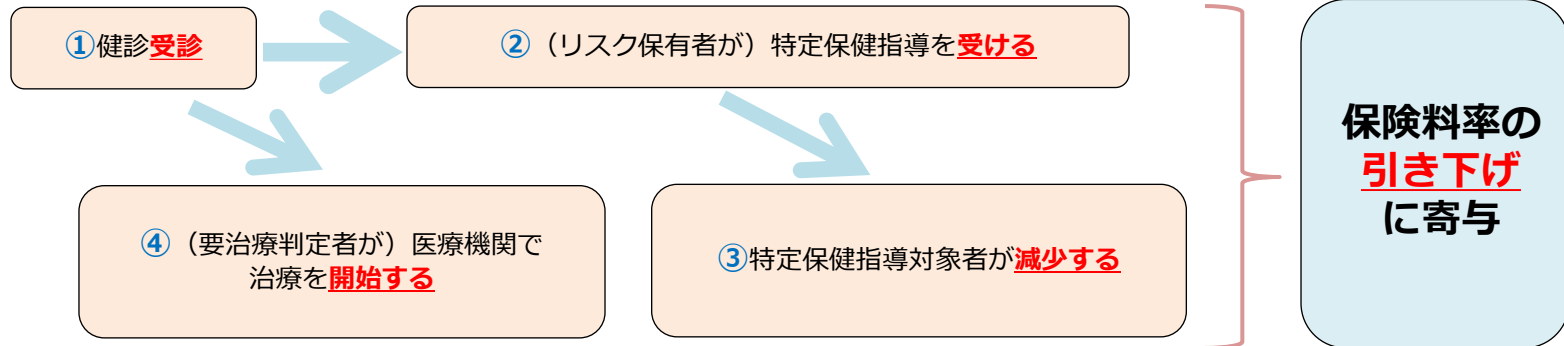 ①健診受診
②（リスク保有者が）特定保健指導を受ける
④（要治療判定者が）医療機関で
治療を開始する
③特定保健指導対象者が減少する
保険料率の
引き下げ
に寄与